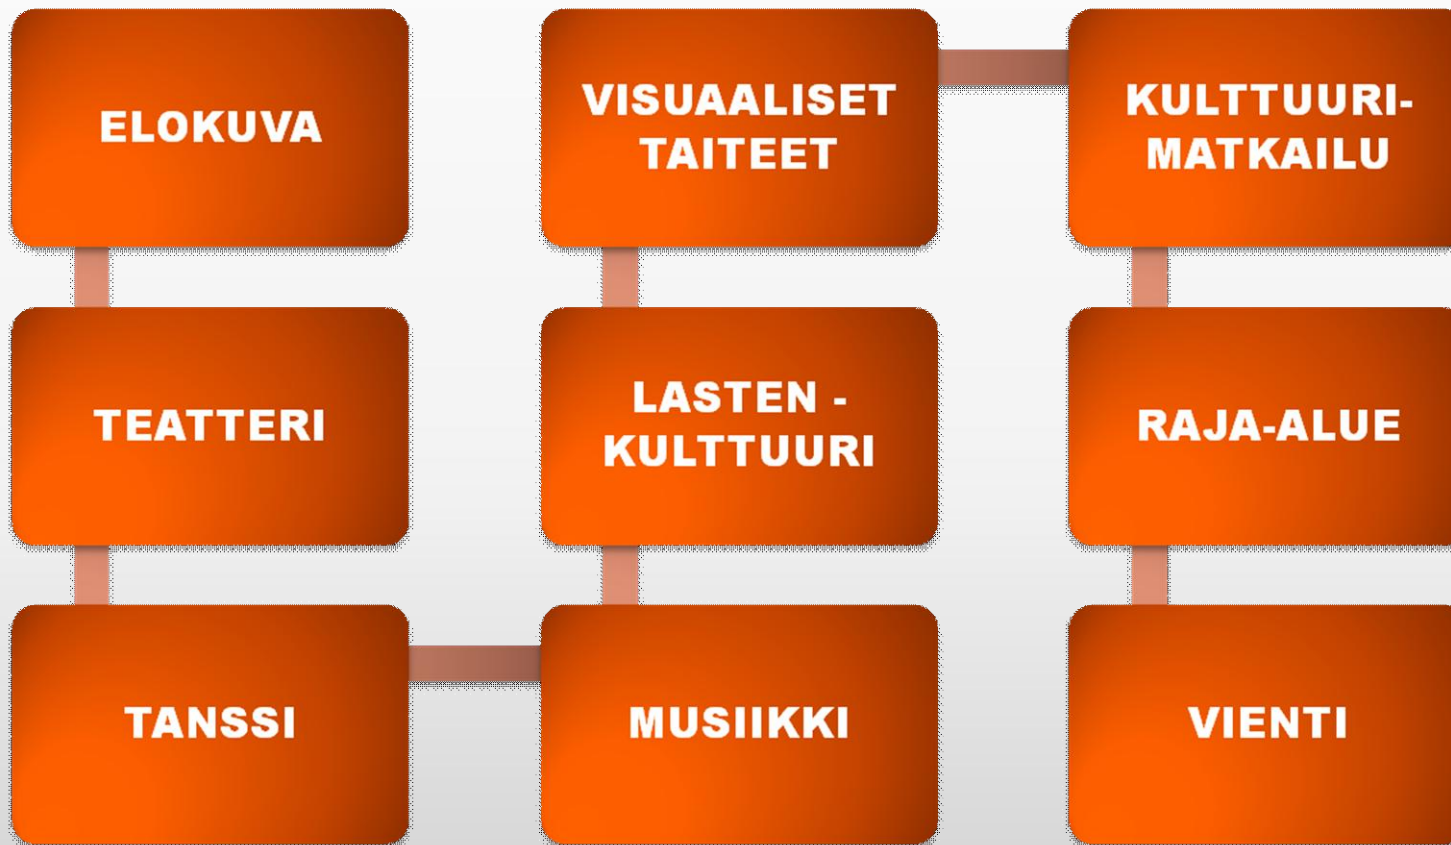 ELOKUVA
TEATTERI
TANSSI
MUSIIKKI
LASTEN -
KULTTUURI
VISUAALISET
TAITEET
KULTTUURI-
MATKAILU
RAJA-ALUE
VIENTI